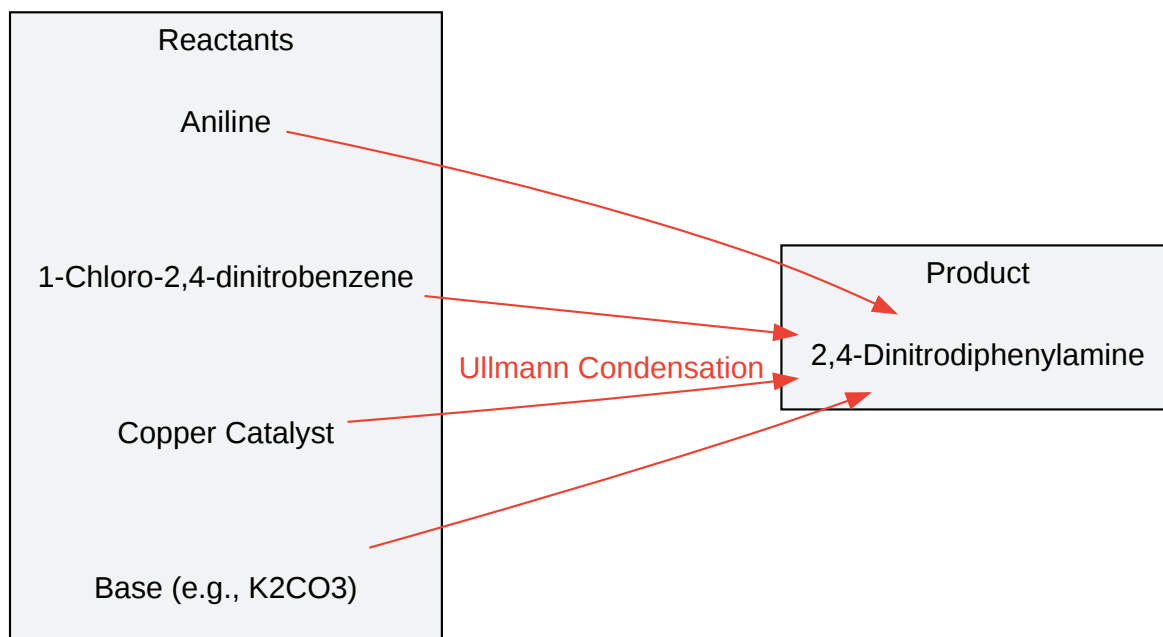 Reactants
Aniline
1-Chloro-2,4-dinitrobenzene
Copper Catalyst
Base (e.g., K2CO3)
Ullmann Condensation
Product
2,4-Dinitrodiphenylamine